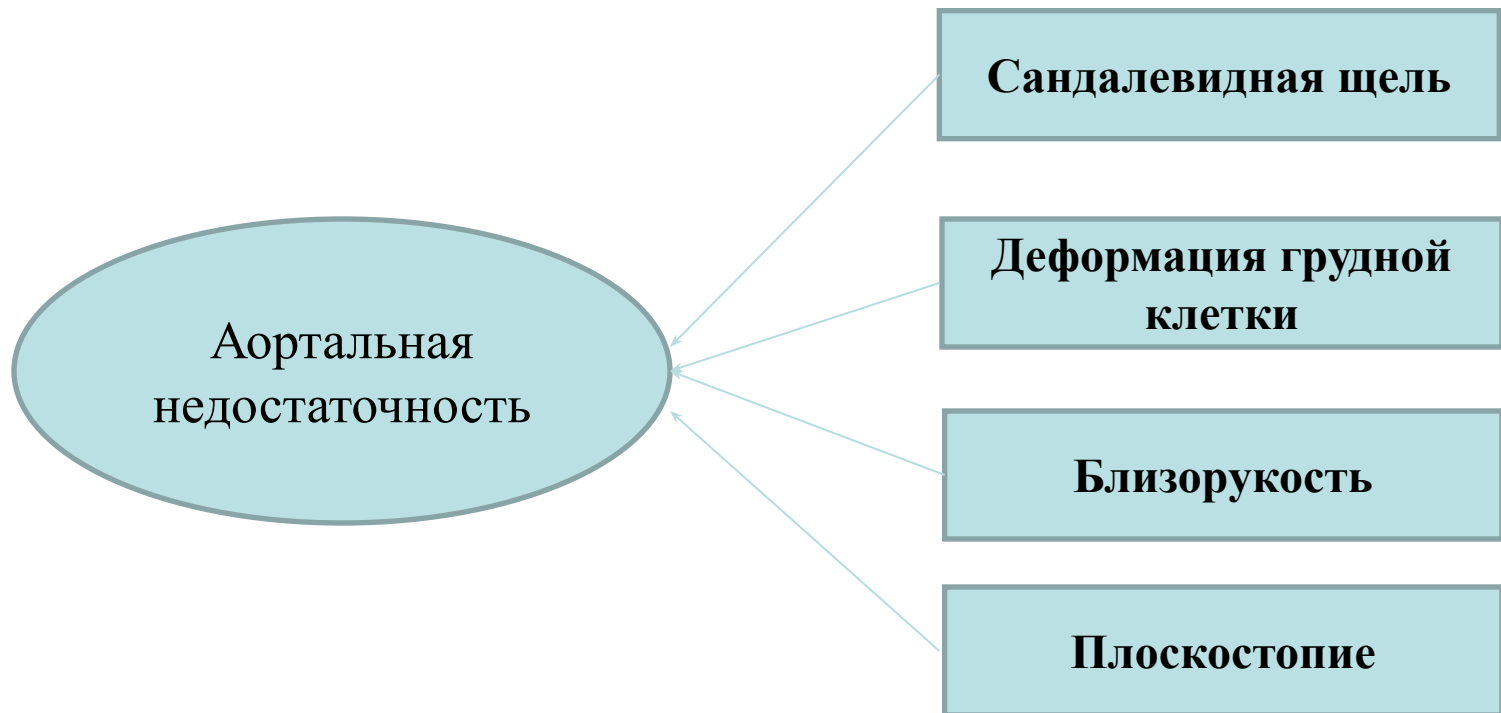 Сандалевидная щель
Деформация грудной
клетки
Аортальная
недостаточность
Близорукость
Плоскостопие